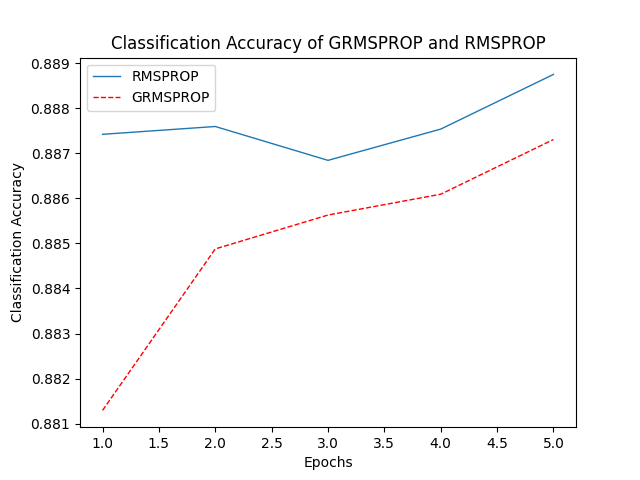 Classification Accuracy of GRMSPROP and RMSPROP
0.889
0.888
0.887
0.886
0.885
0.884
0.883
0.882
0.881
Classification Accuracy
RMSPROP
GRMSPROP
1.0 1.5 2.0 2.5 3.0 3.5 4.0 4.5 5.0
Epochs